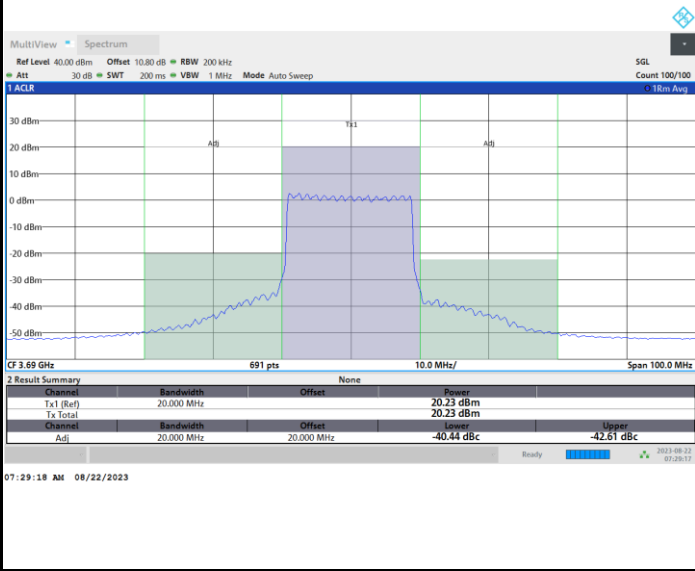 MultiView Spectrum
Ref Level 40.00 dBm Offset 10.80 dB RBW 200 kHz SGL
Att 30 dB SWT 200 ms VBW 1 MHz Mode Auto Sweep Count 100/100
1 ACLR 1Rm Avg
30 dBm
Tx1
20 dBm Adj Adj
10 dBm
0 dBm
-10 dBm
-20 dBm
-30 dBm
-40 dBm
-50 dBm
CF 3.69 GHz 691 pts 10.0 MHz/ Span 100.0 MHz
2 Result Summary None
Channel Bandwidth Offset Power
Tx1 (Ref) 20.000 MHz 20.23 dBm
Tx Total 20.23 dBm
Channel Bandwidth Offset Lower Upper
Adj 20.000 MHz 20.000 MHz -40.44 dBc -42.61 dBc
Ready 2023-08-22
07:29:17
07:29:18 AM 08/22/2023